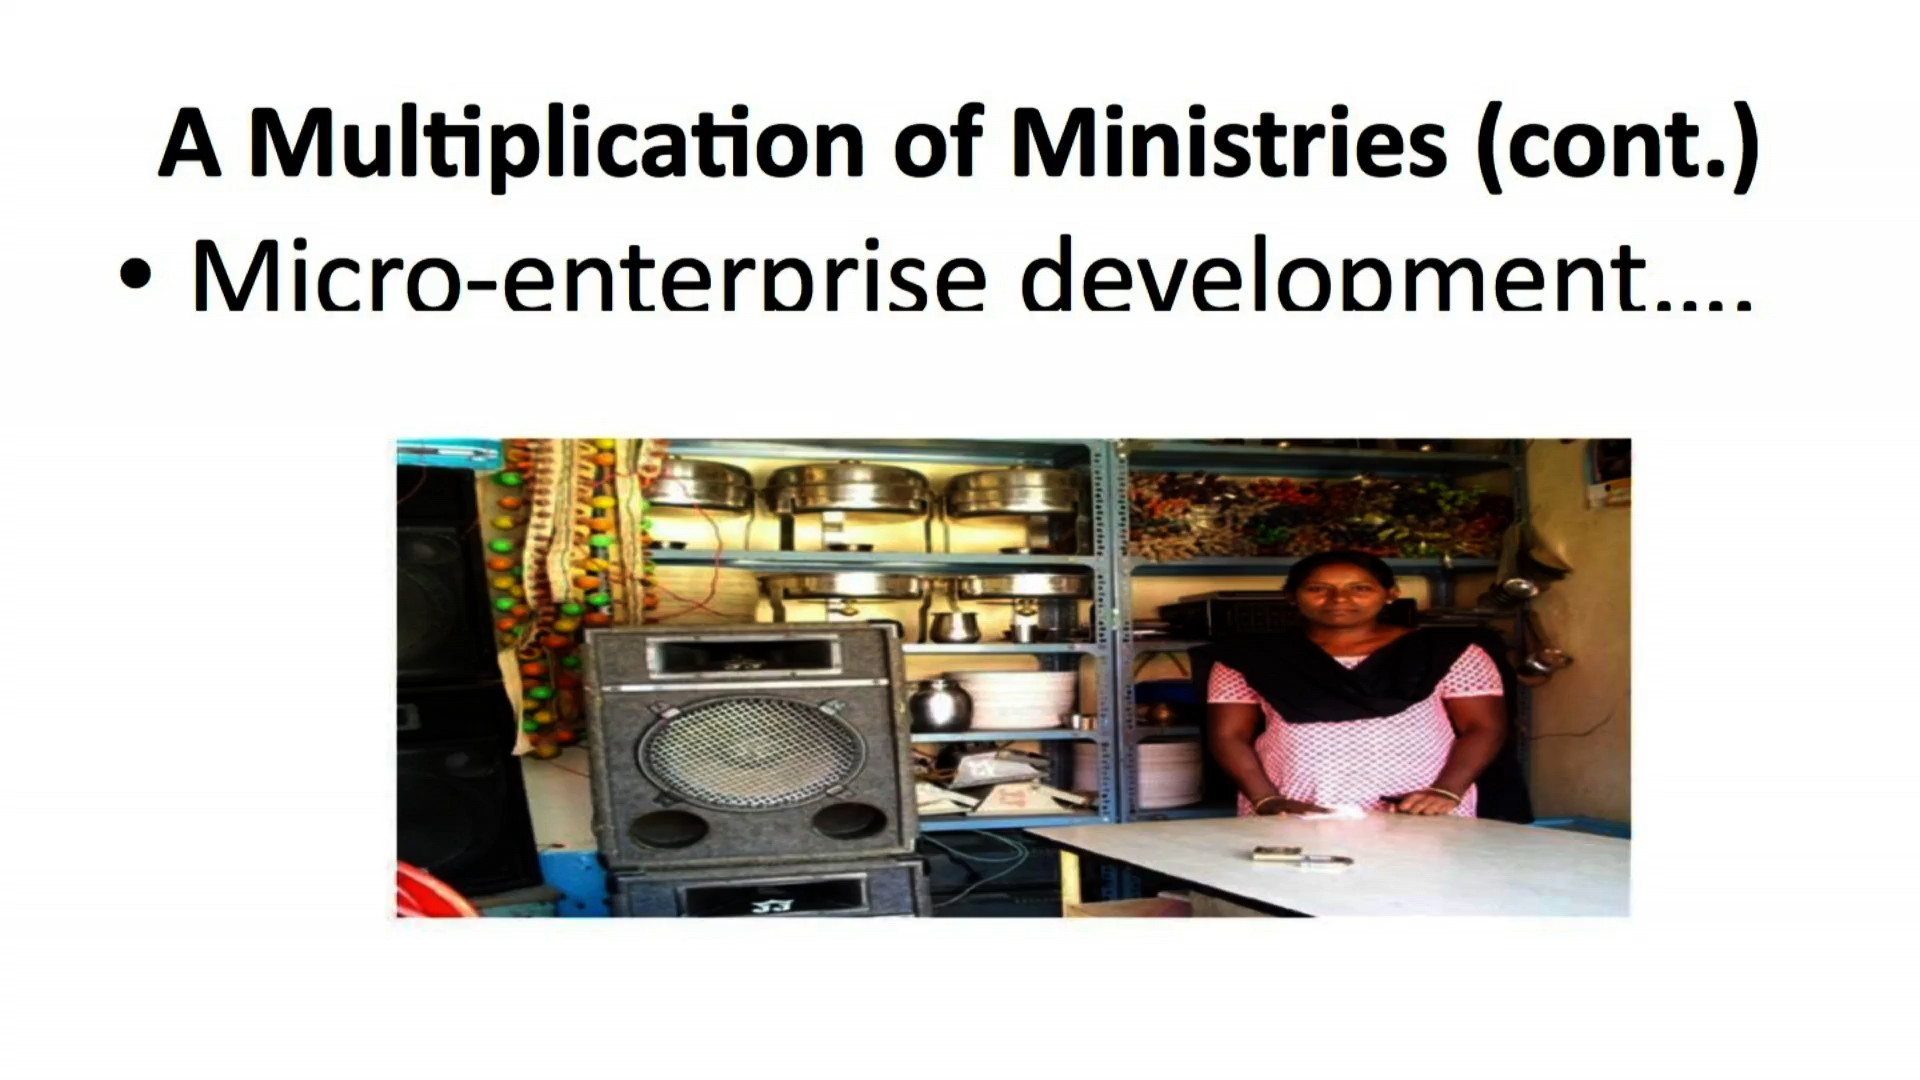 A Multiplication of Ministries (cont.)
• Micro-enterprise development....